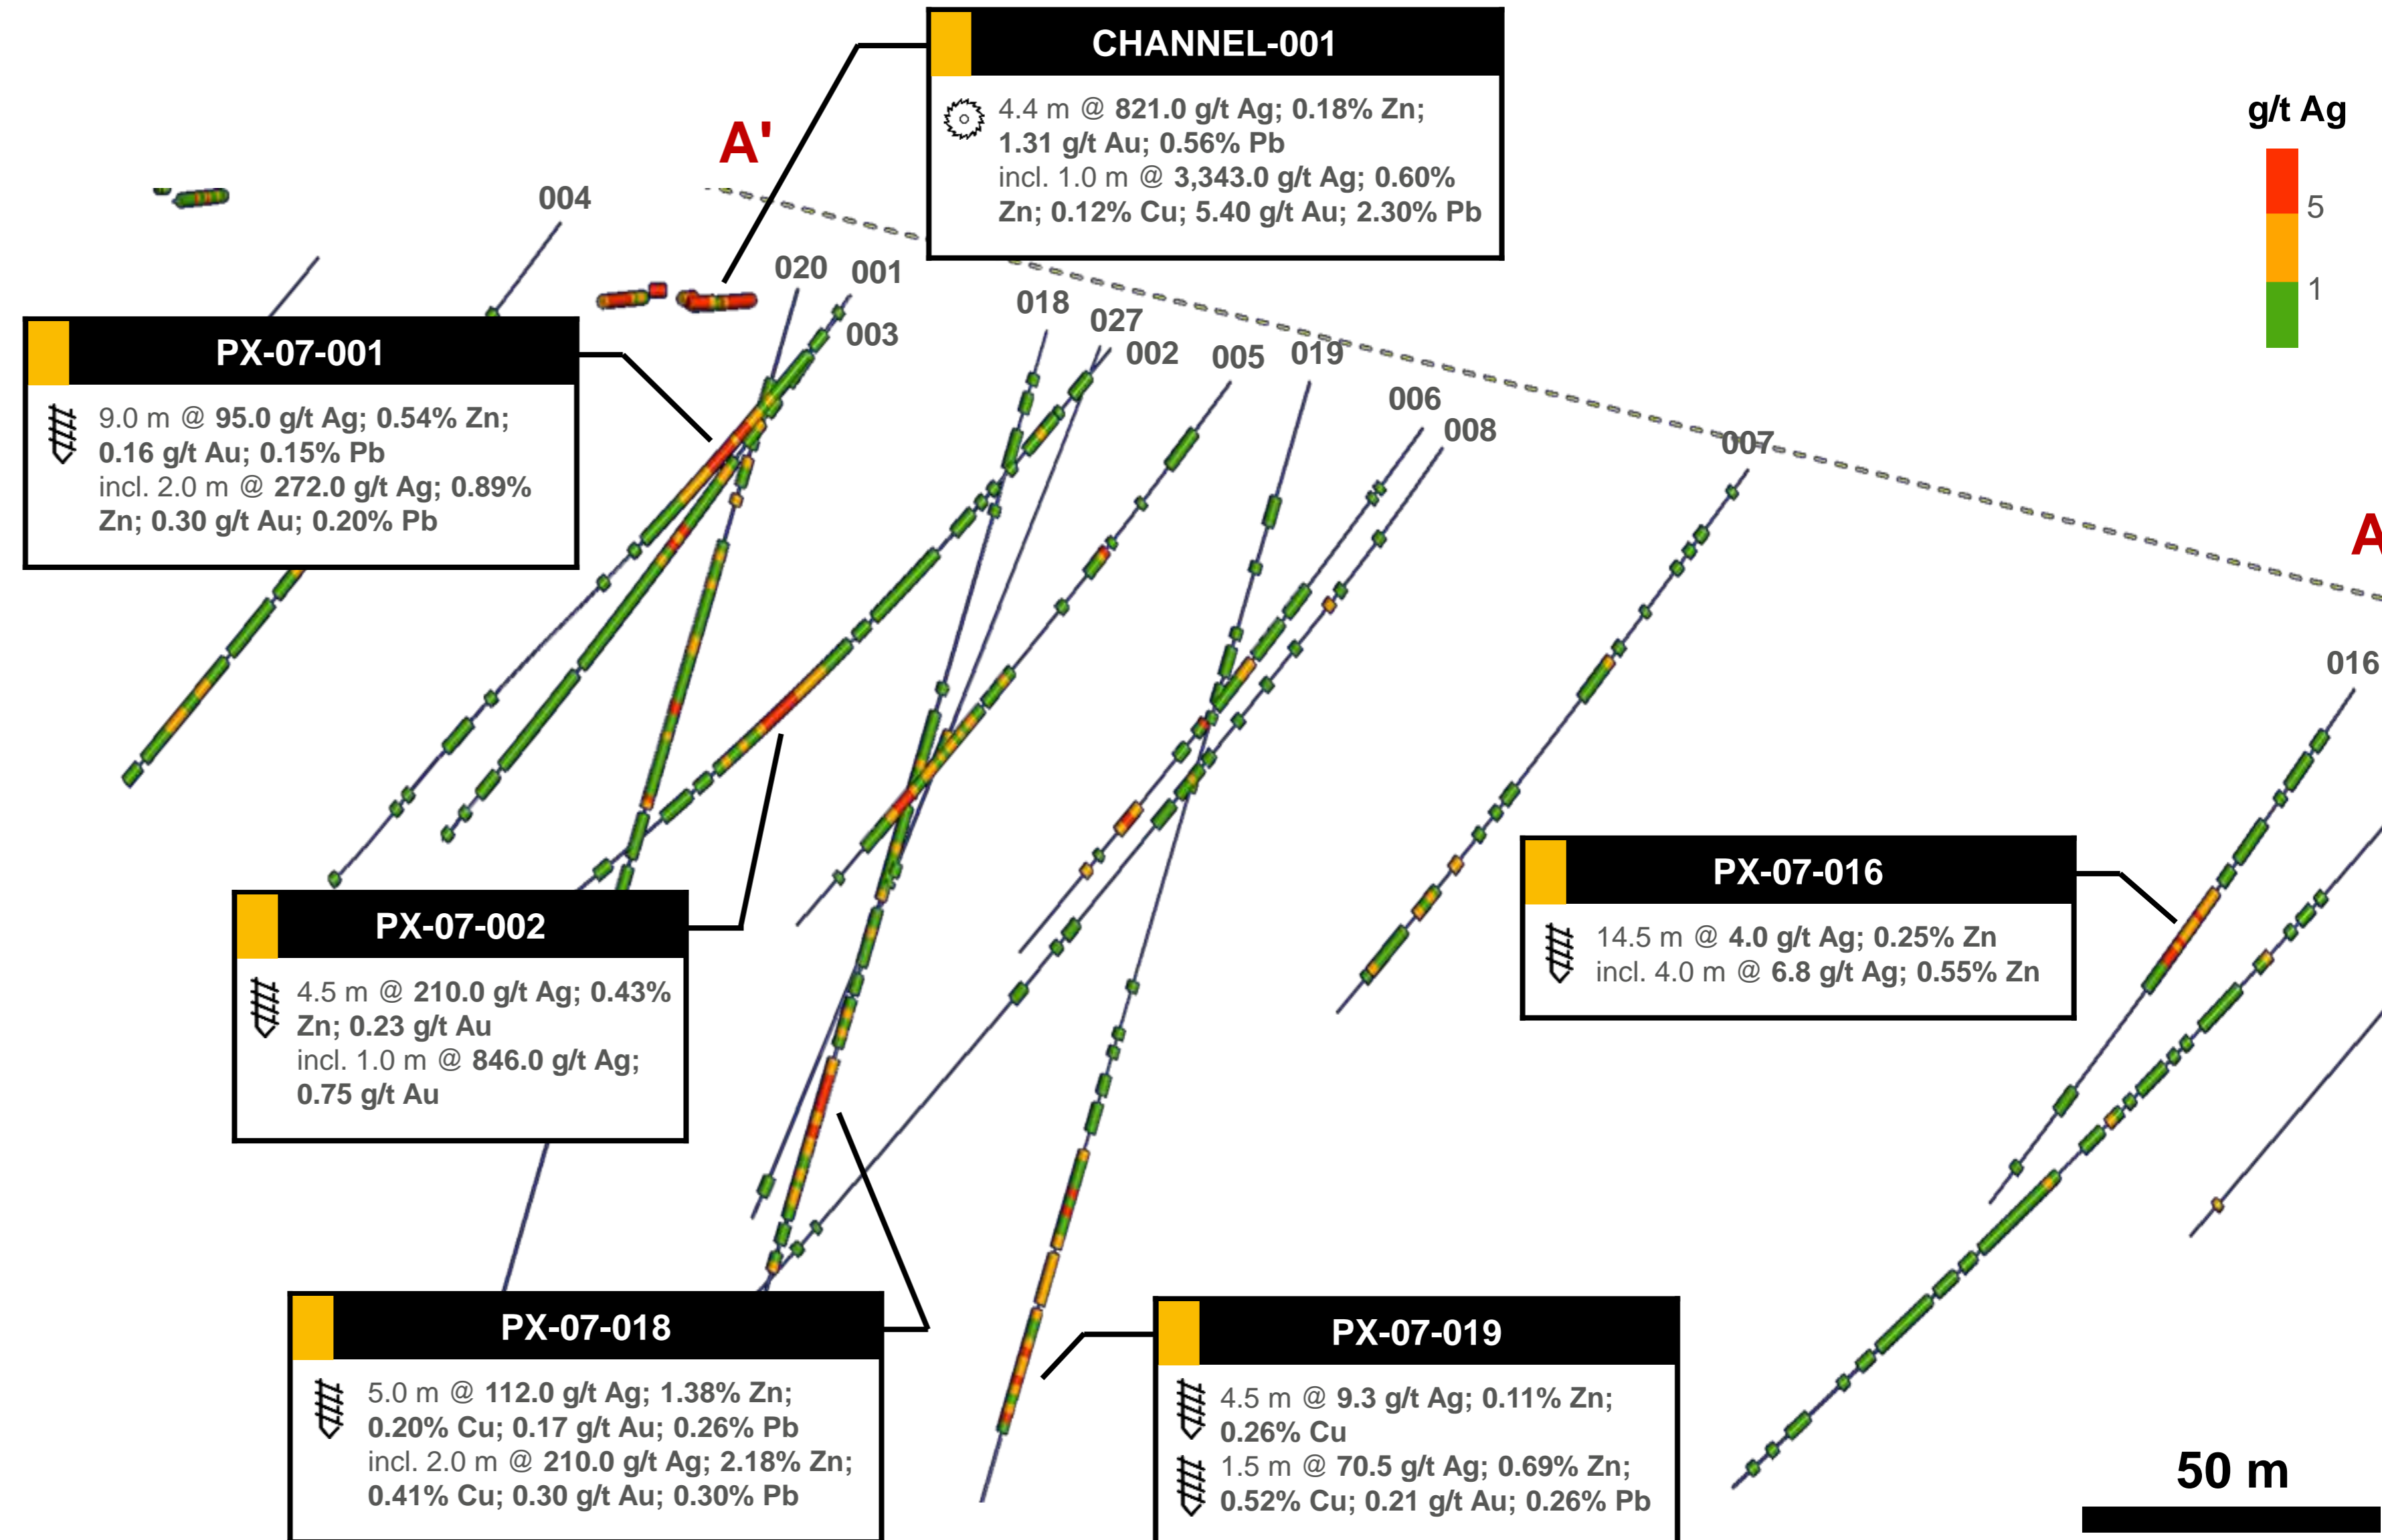 CHANNEL-001
4.4 m @ 821.0 g/t Ag; 0.18% Zn;
1.31 g/t Au; 0.56% Pb
incl. 1.0 m @ 3,343.0 g/t Ag; 0.60%
Zn; 0.12% Cu; 5.40 g/t Au; 2.30% Pb
g/t Ag
5
1
A'
004
020
001
003
018
027
002
005
019
006
008
007
A
016
PX-07-001
9.0 m @ 95.0 g/t Ag; 0.54% Zn;
0.16 g/t Au; 0.15% Pb
incl. 2.0 m @ 272.0 g/t Ag; 0.89%
Zn; 0.30 g/t Au; 0.20% Pb
PX-07-002
4.5 m @ 210.0 g/t Ag; 0.43%
Zn; 0.23 g/t Au
incl. 1.0 m @ 846.0 g/t Ag;
0.75 g/t Au
PX-07-016
14.5 m @ 4.0 g/t Ag; 0.25% Zn
incl. 4.0 m @ 6.8 g/t Ag; 0.55% Zn
PX-07-018
5.0 m @ 112.0 g/t Ag; 1.38% Zn;
0.20% Cu; 0.17 g/t Au; 0.26% Pb
incl. 2.0 m @ 210.0 g/t Ag; 2.18% Zn;
0.41% Cu; 0.30 g/t Au; 0.30% Pb
PX-07-019
4.5 m @ 9.3 g/t Ag; 0.11% Zn;
0.26% Cu
1.5 m @ 70.5 g/t Ag; 0.69% Zn;
0.52% Cu; 0.21 g/t Au; 0.26% Pb
50 m